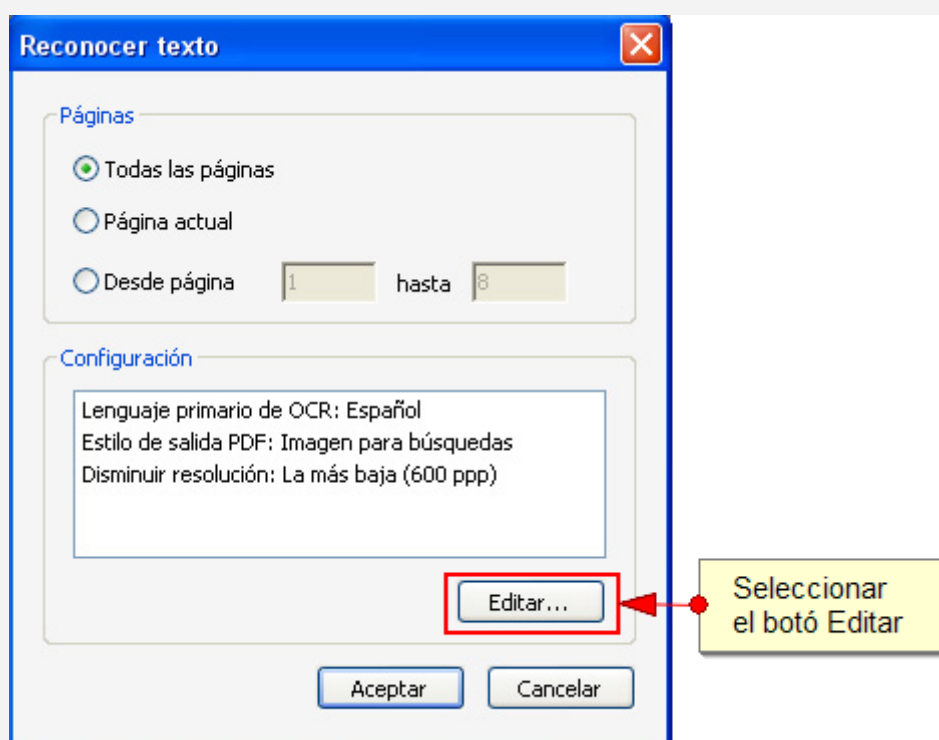 Reconocer texto
Páginas
Todas las páginas
Página actual
Desde página 1 hasta 8
Configuración
Lenguaje primario de OCR: Español
Estilo de salida PDF: Imagen para búsquedas
Disminuir resolución: La más baja (600 ppp)
Editar...
Seleccionar
el botó Editar
Aceptar Cancelar